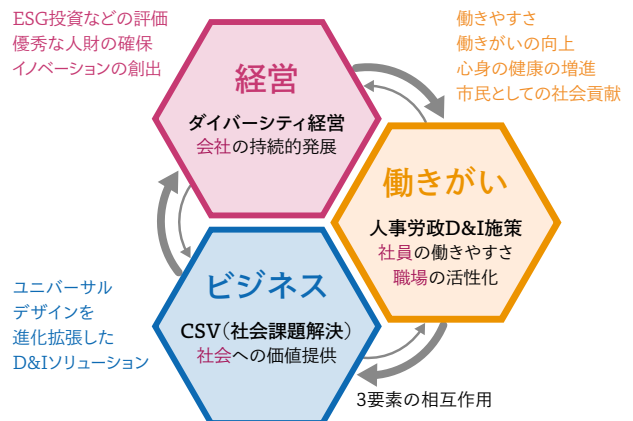 ESG投資などの評価
優秀な人財の確保
イノベーションの創出
経営
ダイバーシティ経営
会社の持続的発展
働きやすさ
働きがいの向上
心身の健康の増進
市民としての社会貢献
働きがい
人事労政D&I施策
社員の働きやすさ
職場の活性化
ビジネス
CSV(社会課題解決)
社会への価値提供
ユニバーサル
デザインを
進化拡張した
D&Iソリューション
3要素の相互作用